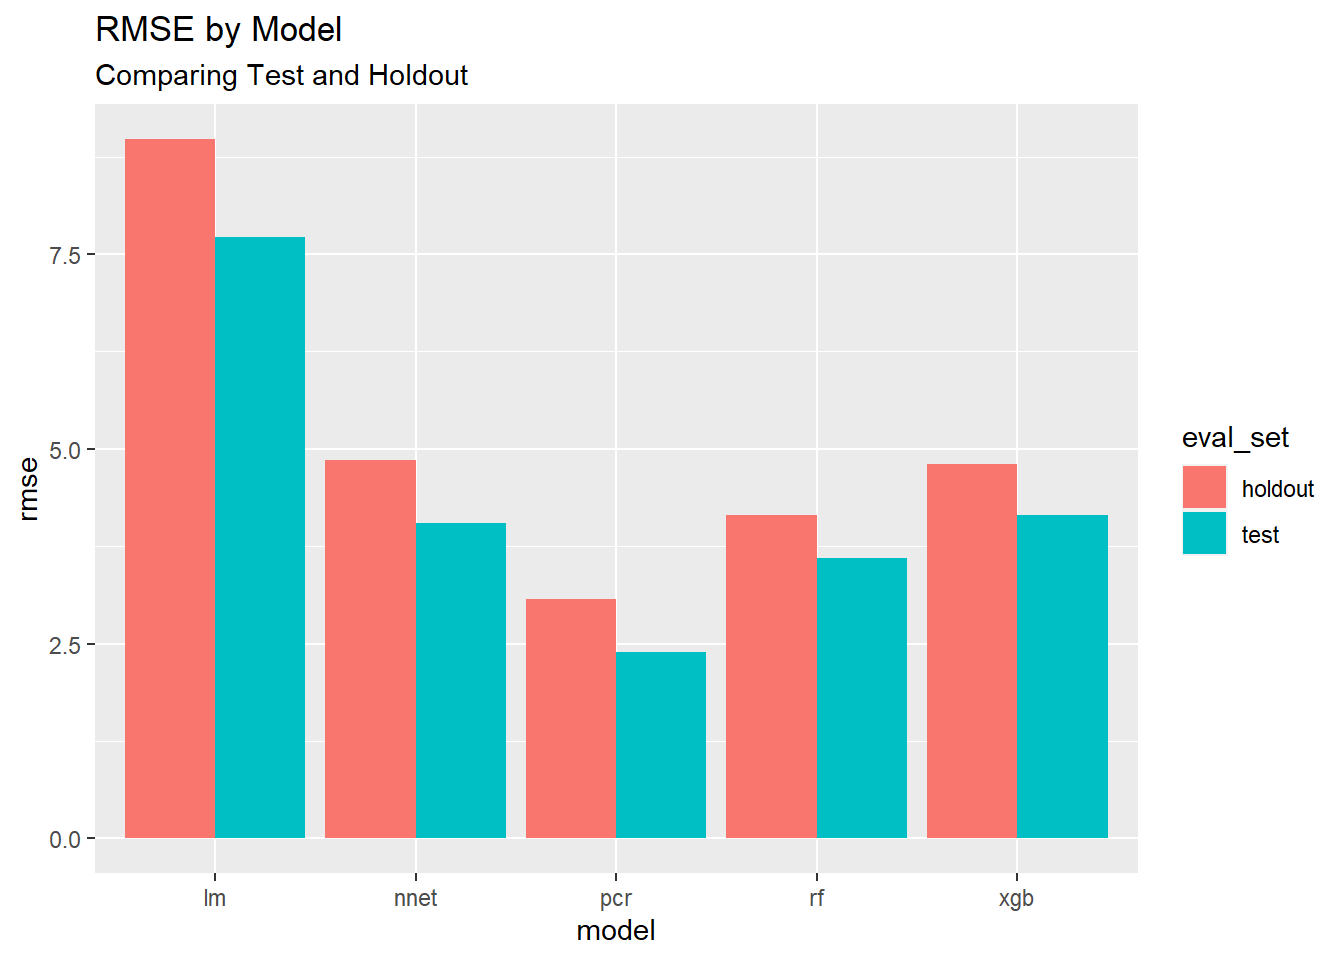 RMSE by Model
Comparing Test and Holdout
rmse
7.5
5.0
2.5
0.0
lm nnet pcr rf xgb
model
eval_set
holdout
test